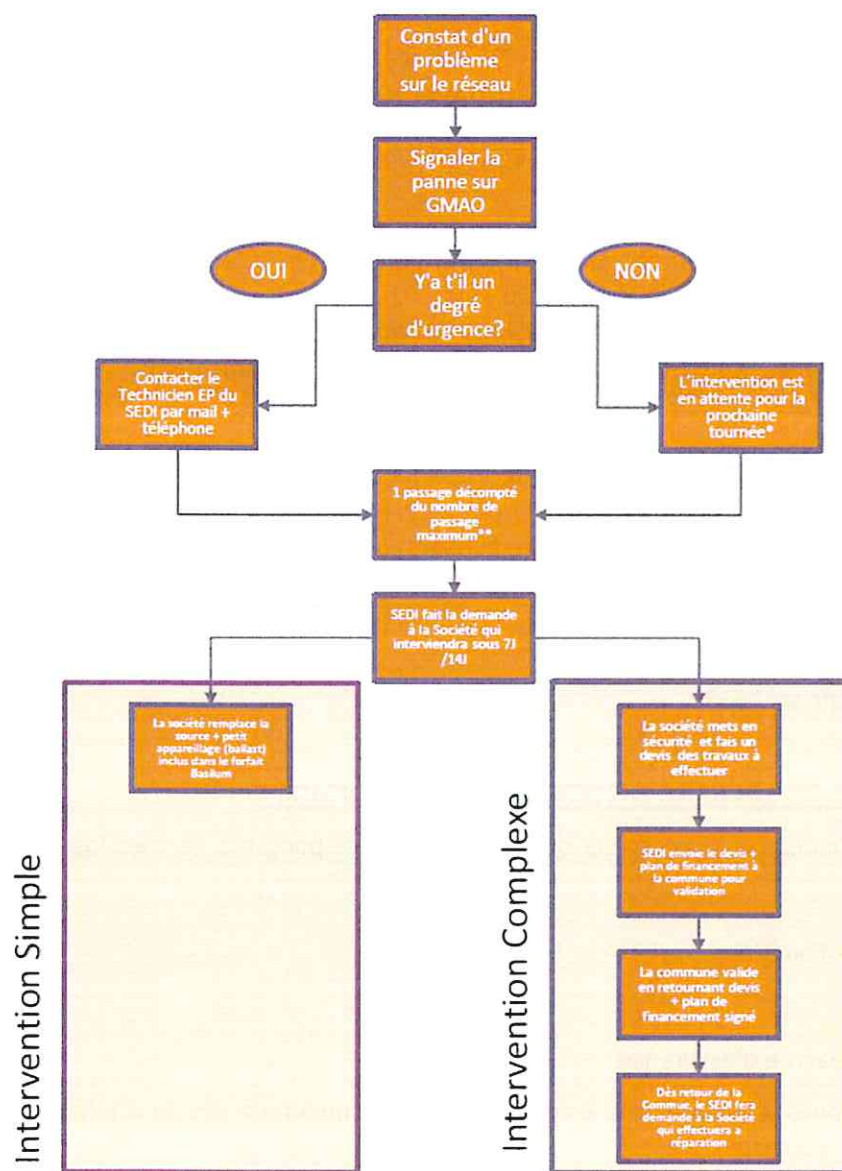 Constat d'un
problème
sur le réseau
Signaler la
panne sur
GMAO
OUI
NON
Y'a t'il un
degré
d'urgence?
Contacter le
Technicien EP du
SEDI par mail +
téléphone
L'intervention est
en attente pour la
prochaine
tournée*
1 passage décompté
du nombre de
passage
maximum**
SEDI fait la demande
à la Société qui
interviendra sous 7J
/14J
Intervention Simple
La société remplace la
source + petit
appareillage (ballast)
inclus dans le forfait
Basilum
Intervention Complexe
La société mets en
sécurité et fais un
devis des travaux à
effectuer
SEDI envoie le devis +
plan de financement à
la commune pour
validation
La commune valide
en retournant devis
+ plan de
financement signé
Dès retour de la
Commue, le SEDI fera
demande à la Société
qui effectuera a
réparation